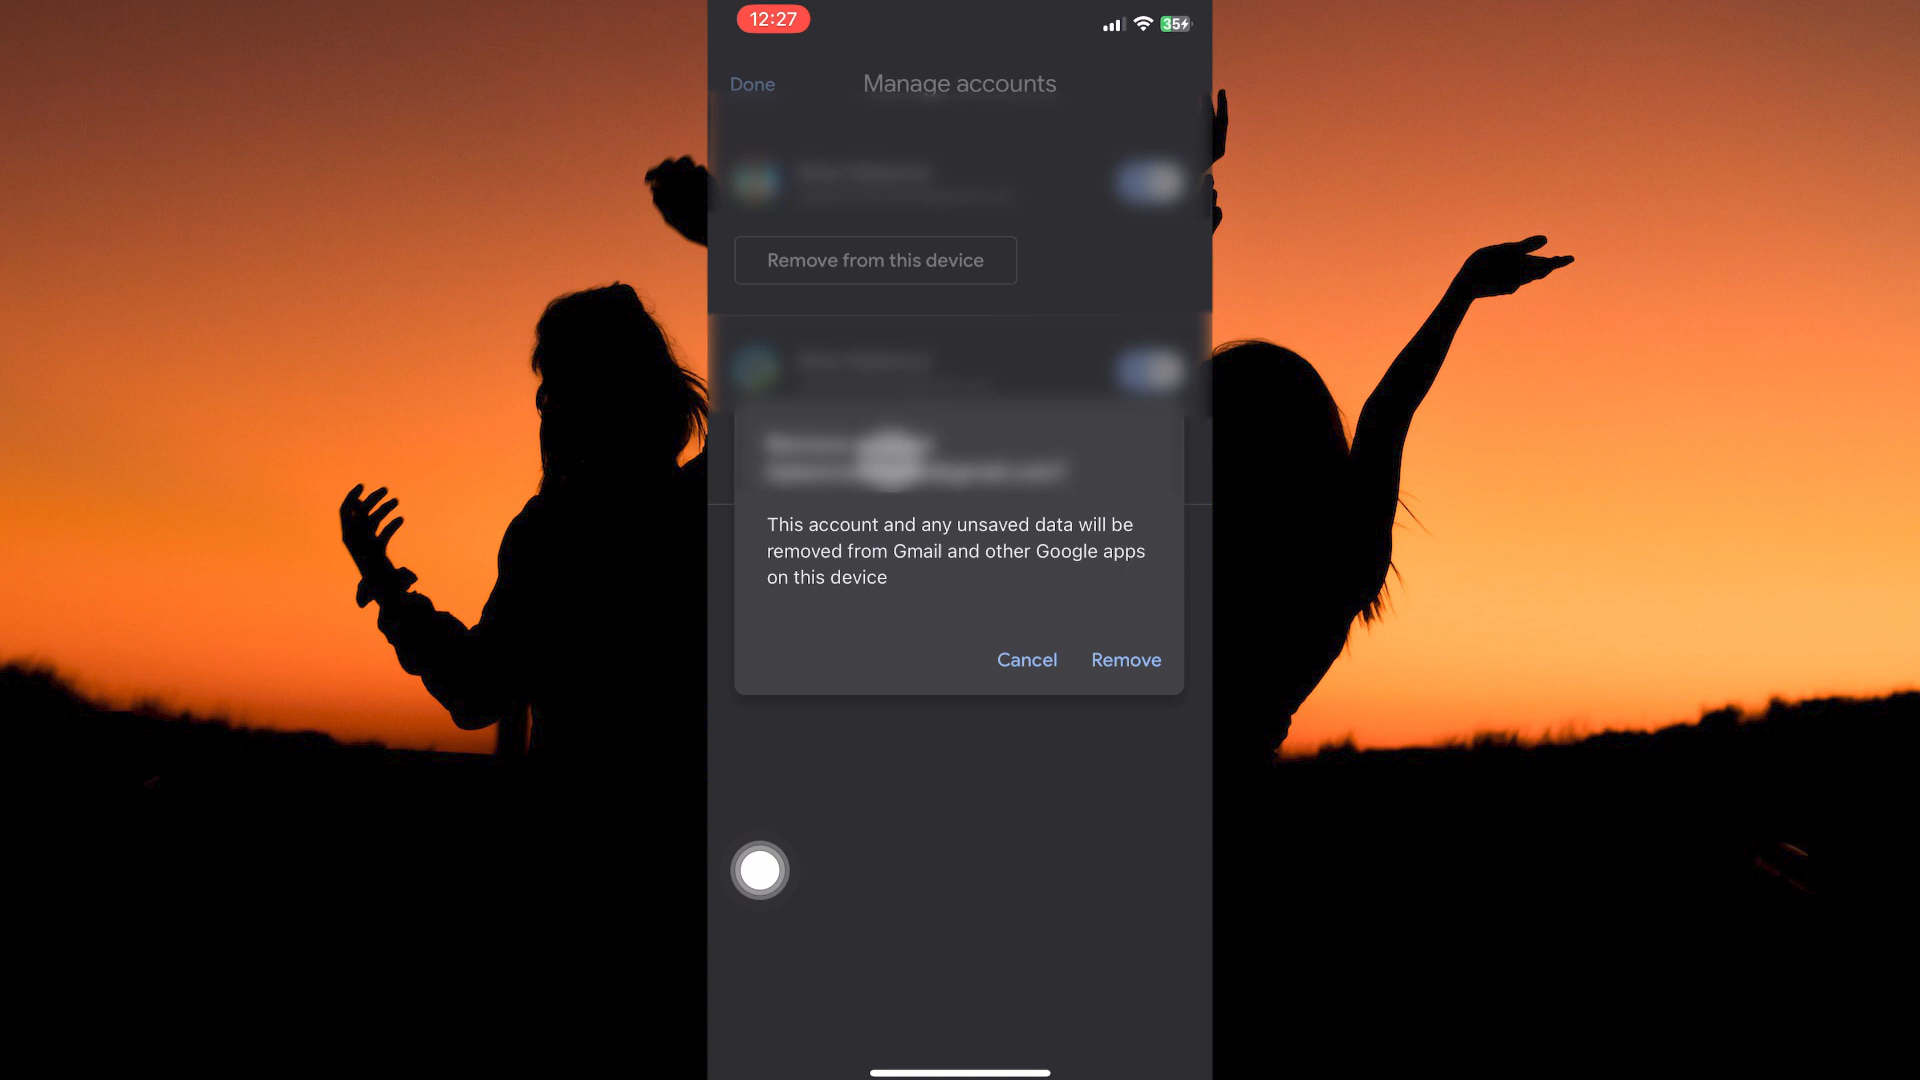 12:27
35
Done
Manage accounts
Remove from this device
This account and any unsaved data will be
removed from Gmail and other Google apps
on this device
Cancel
Remove